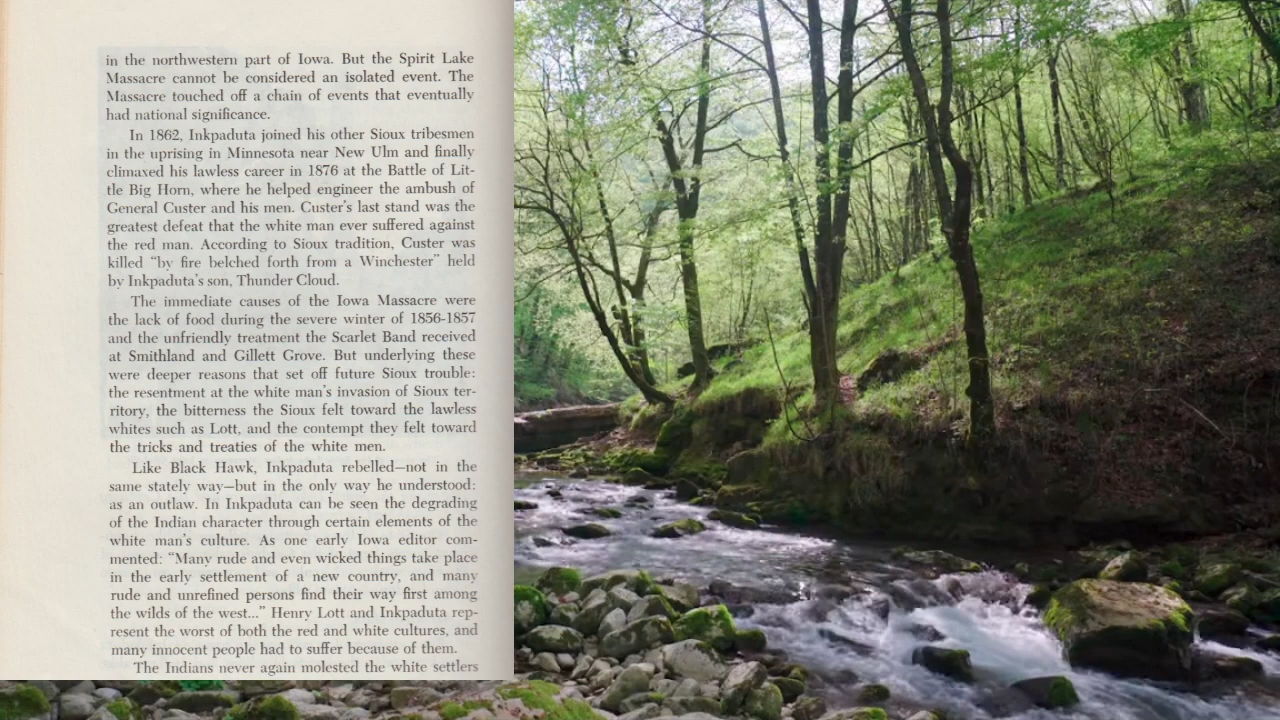 in the northwestern part of Iowa. But the Spirit Lake
Massacre cannot be considered an isolated event. The
Massacre touched off a chain of events that eventually
had national significance.
In 1862, Inkpaduta joined his other Sioux tribesmen
in the uprising in Minnesota near New Ulm and finally
climaxed his lawless career in 1876 at the Battle of Lit-
tle Big Horn, where he helped engineer the ambush of
General Custer and his men. Custer's last stand was the
greatest defeat that the white man ever suffered against
the red man. According to Sioux tradition, Custer was
killed "by fire belched forth from a Winchester" held
by Inkpaduta's son, Thunder Cloud.
The immediate causes of the Iowa Massacre were
the lack of food during the severe winter of 1856-1857
and the unfriendly treatment the Scarlet Band received
at Smithland and Gillett Grove. But underlying these
were deeper reasons that set off future Sioux trouble:
the resentment at the white man's invasion of Sioux ter-
ritory, the bitterness the Sioux felt toward the lawless
whites such as Lott, and the contempt they felt toward
the tricks and treaties of the white men.
Like Black Hawk, Inkpaduta rebelled—not in the
same stately way—but in the only way he understood:
as an outlaw. In Inkpaduta can be seen the degrading
of the Indian character through certain elements of the
white man's culture. As one early Iowa editor com-
mented: "Many rude and even wicked things take place
in the early settlement of a new country, and many
rude and unrefined persons find their way first among
the wilds of the west..." Henry Lott and Inkpaduta rep-
resent the worst of both the red and white cultures, and
many innocent people had to suffer because of them.
The Indians never again molested the white settlers